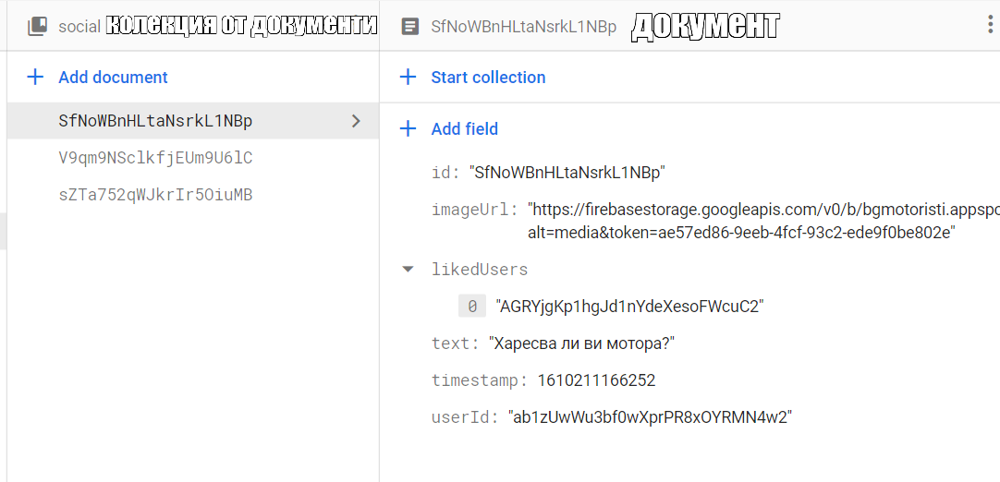 social колекция от документи
SfNoWBnHLtaNsrkL1NBp документ
Add document
Start collection
SfNoWBnHLtaNsrkL1NBp
V9qm9NSclkfjEUm9U6lC
sZTa752qWJkrIr5OiuMB
Add field
id: "SfNoWBnHLtaNsrkL1NBp"
imageUrl: "https://firebasestorage.googleapis.com/v0/b/bgmotoristi.appspo
alt=media&token=ae57ed86-9eeb-4fcf-93c2-ede9f0be802e"
likedUsers
0 "AGRYjgKp1hgJd1nYdeXesoFWcuC2"
text: "Харесва ли ви мотора?"
timestamp: 1610211166252
userId: "ab1zUwWu3bf0wXprPR8xOYRMN4w2"